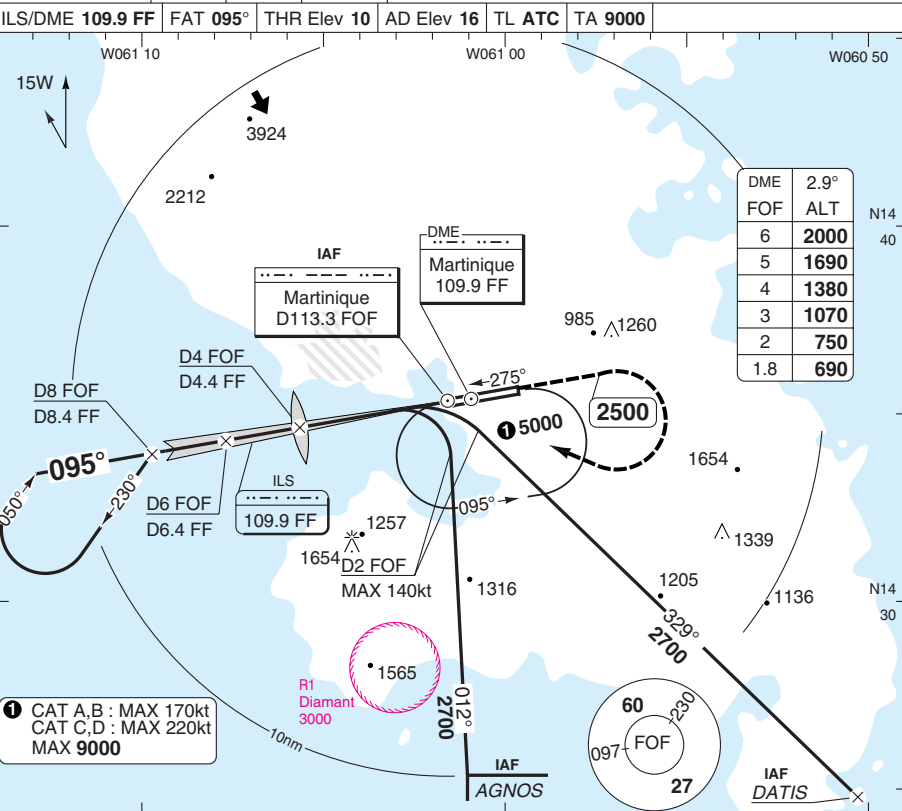 ILS/DME 109.9 FF FAT 095° THR Elev 10 AD Elev 16 TL ATC TA 9000
W061 10
W061 00
W060 50
15W
3924
2212
DME 2.9°
FOF ALT
6 2000
5 1690
4 1380
3 1070
2 750
1.8 690
N14
40
IAF
Martinique
D113.3 FOF
DME
Martinique
109.9 FF
985
1260
D4 FOF
D4.4 FF
D8 FOF
D8.4 FF
275°
2500
❶ 5000
095°
1654
050°
230°
D6 FOF
D6.4 FF
ILS
109.9 FF
095°
1257
1654
D2 FOF
MAX 140kt
1339
1316
1205
1136
N14
30
329°
2700
1565
R1
Diamant
3000
012°
2700
❶ CAT A,B : MAX 170kt
CAT C,D : MAX 220kt
MAX 9000
10nm
60
230
097
FOF
27
IAF
AGNOS
IAF
DATIS